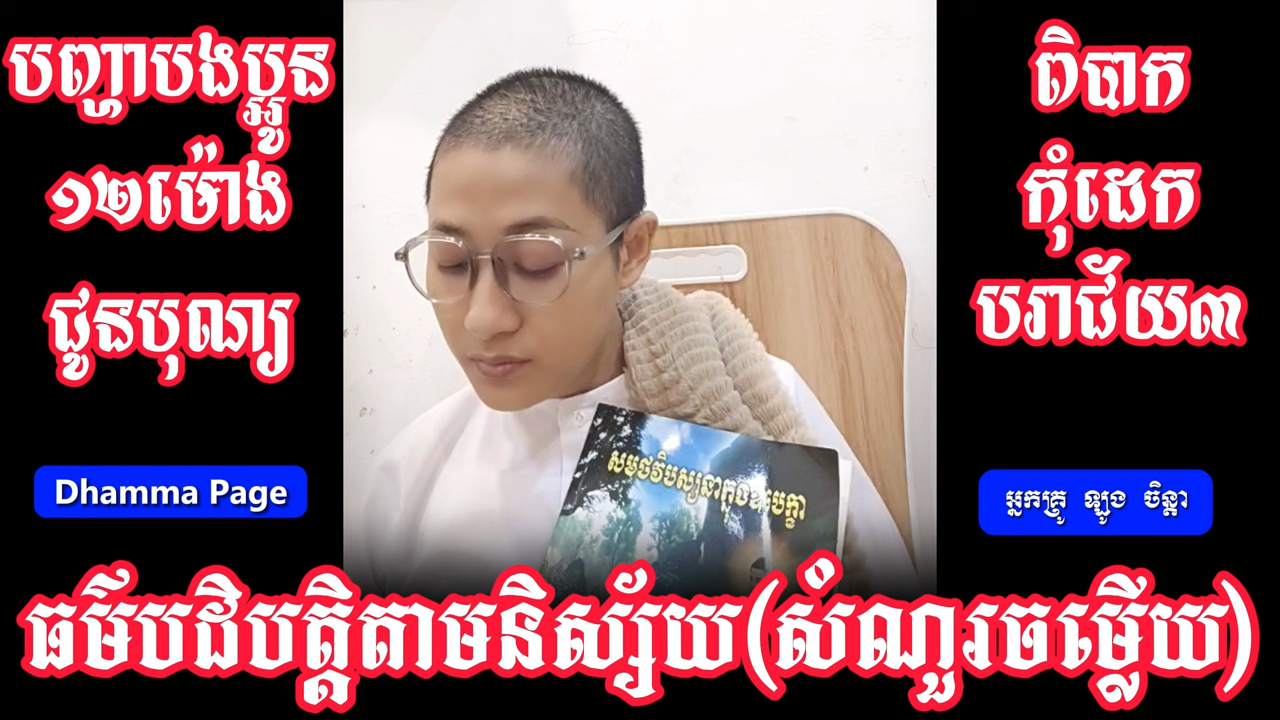 បញ្ហាបងប្អូន
១២ម៉ោង
ជូនបុណ្យ
Dhamma Page
ពិបាក
កុំដេក
បរាជ័យ៣
អ្នកគ្រូ ឡុង ចិន្តា
សមថវិបស្សនាក្នុងឧបេក្ខា
ធម៌បដិបត្តិតាមនិស្ស័យ(សំណួរចម្លើយ)